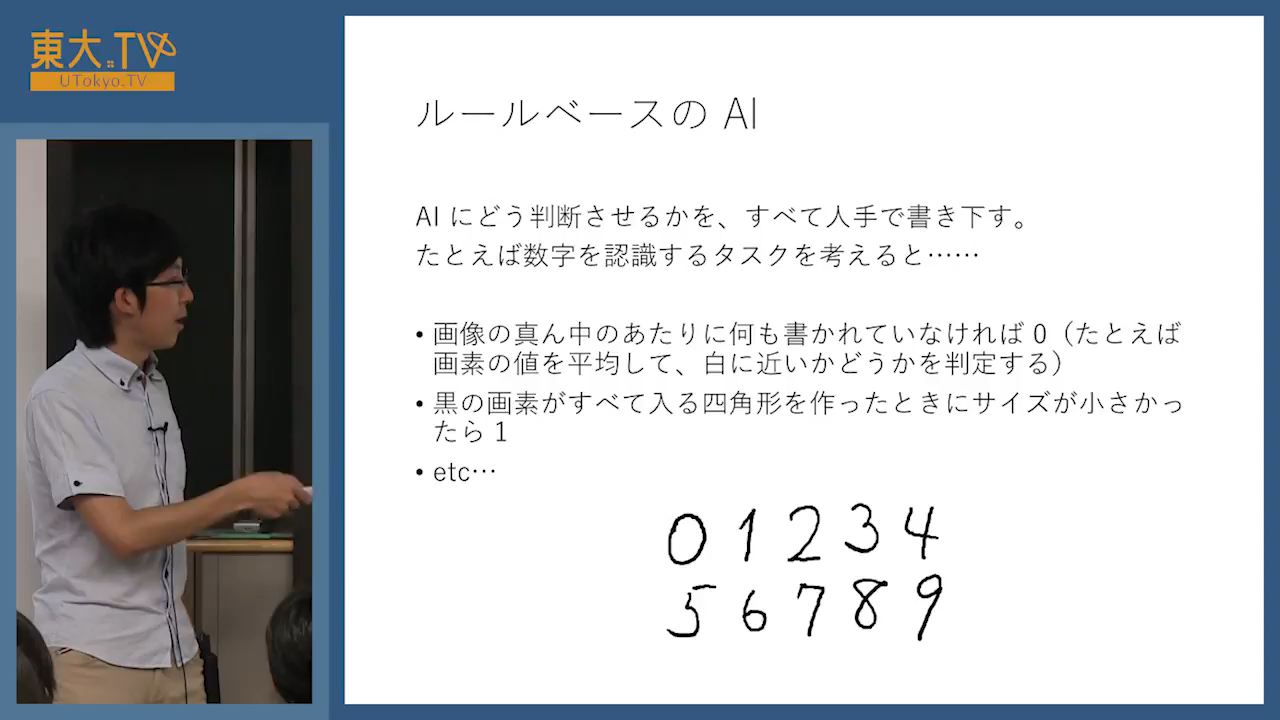 東大.TV
UTokyo.TV
ルールベースの AI
AI にどう判断させるかを、すべて人手で書き下す。
たとえば数字を認識するタスクを考えると……
• 画像の真ん中のあたりに何も書かれていなければ 0（たとえば
画素の値を平均して、白に近いかどうかを判定する）
• 黒の画素がすべて入る四角形を作ったときにサイズが小さかっ
たら 1
• etc…
0 1 2 3 4
5 6 7 8 9